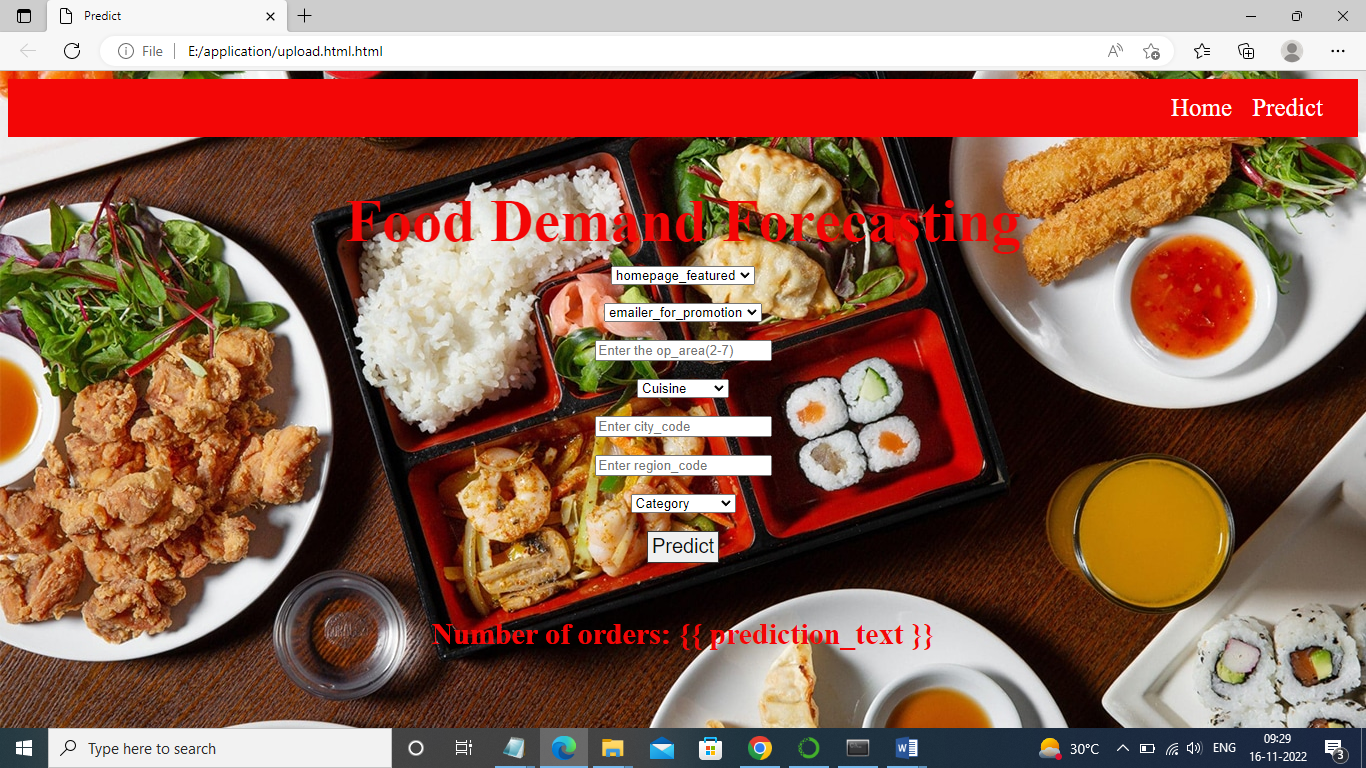 Predict
File
E:/application/upload.html.html
Home Predict
Food Demand Forecasting
homepage_featured
emailer_for_promotion
Enter the op_area(2-7)
Cuisine
Enter city_code
Enter region_code
Category
Predict
Number of orders: {{ prediction_text }}
Type here to search
30°C
ENG
09:29
16-11-2022
3